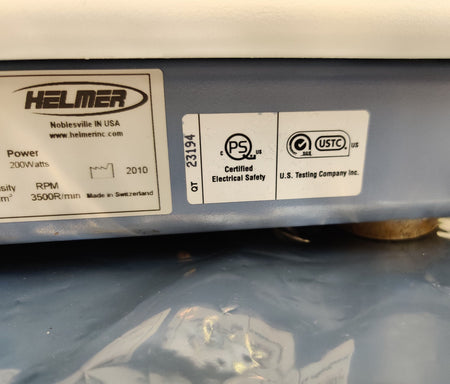 HELMER
Noblesville IN USA
www.helmerinc.com
Power
200Watts
2010
RPM
3500R/min
Made in Switzerland
QT 23194
C PS US
Certified
Electrical Safety
USTC US
U.S. Testing Company Inc.